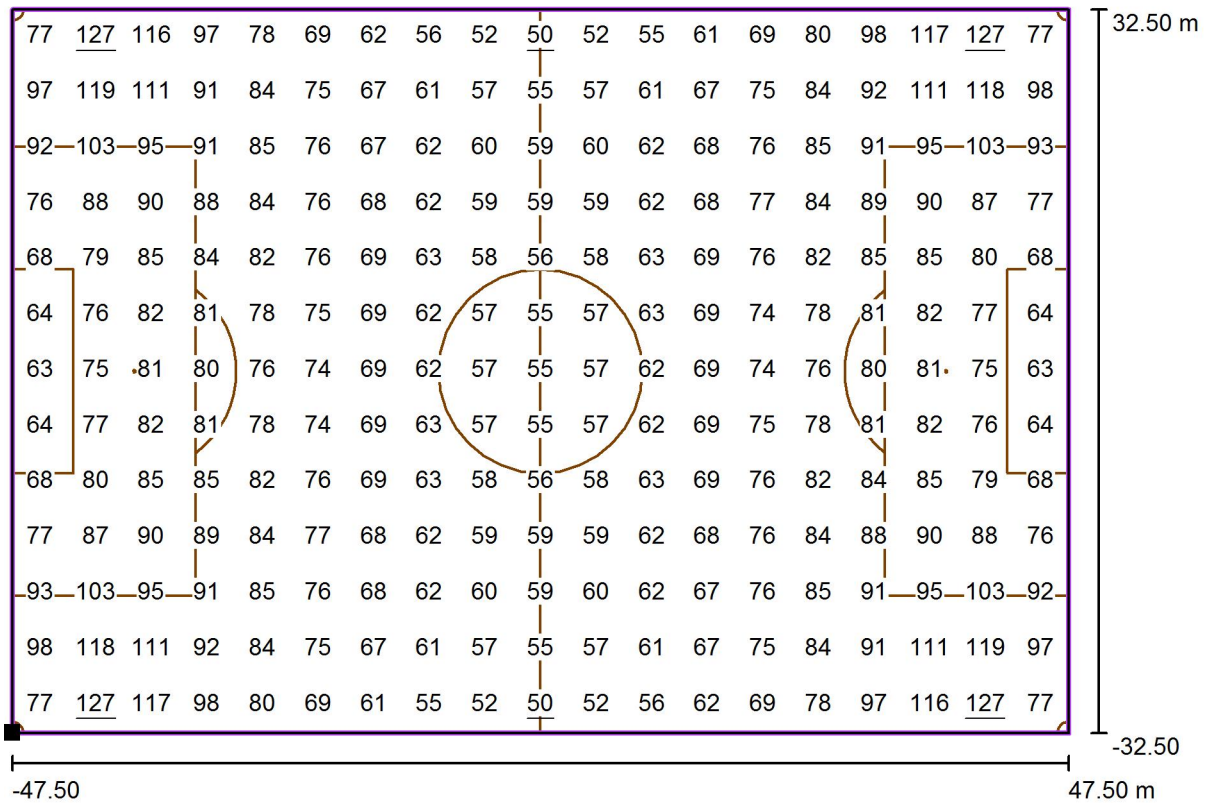 32.50 m
77 127 116 97 78 69 62 56 52 50 52 55 61 69 80 98 117 127 77
97 119 111 91 84 75 67 61 57 55 57 61 67 75 84 92 111 118 98
92 103 95 91 85 76 67 62 60 59 60 62 68 76 85 91 95 103 93
76 88 90 88 84 76 68 62 59 59 59 62 68 77 84 89 90 87 77
68 79 85 84 82 76 69 63 58 56 58 63 69 76 82 85 85 80 68
64 76 82 81 78 75 69 62 57 55 57 63 69 74 78 81 82 77 64
63 75 81 80 76 74 69 62 57 55 57 62 69 74 76 80 81 75 63
64 77 82 81 78 74 69 63 57 55 57 62 69 75 78 81 82 76 64
68 80 85 85 82 76 69 63 58 56 58 63 69 76 82 84 85 79 68
77 87 90 89 84 77 68 62 59 59 59 62 68 76 84 88 90 88 76
93 103 95 91 85 76 68 62 60 59 60 62 67 76 85 91 95 103 92
98 118 111 92 84 75 67 61 57 55 57 61 67 75 84 91 111 119 97
77 127 117 98 80 69 61 55 52 50 52 56 62 69 78 97 116 127 77
-32.50
-47.50 47.50 m